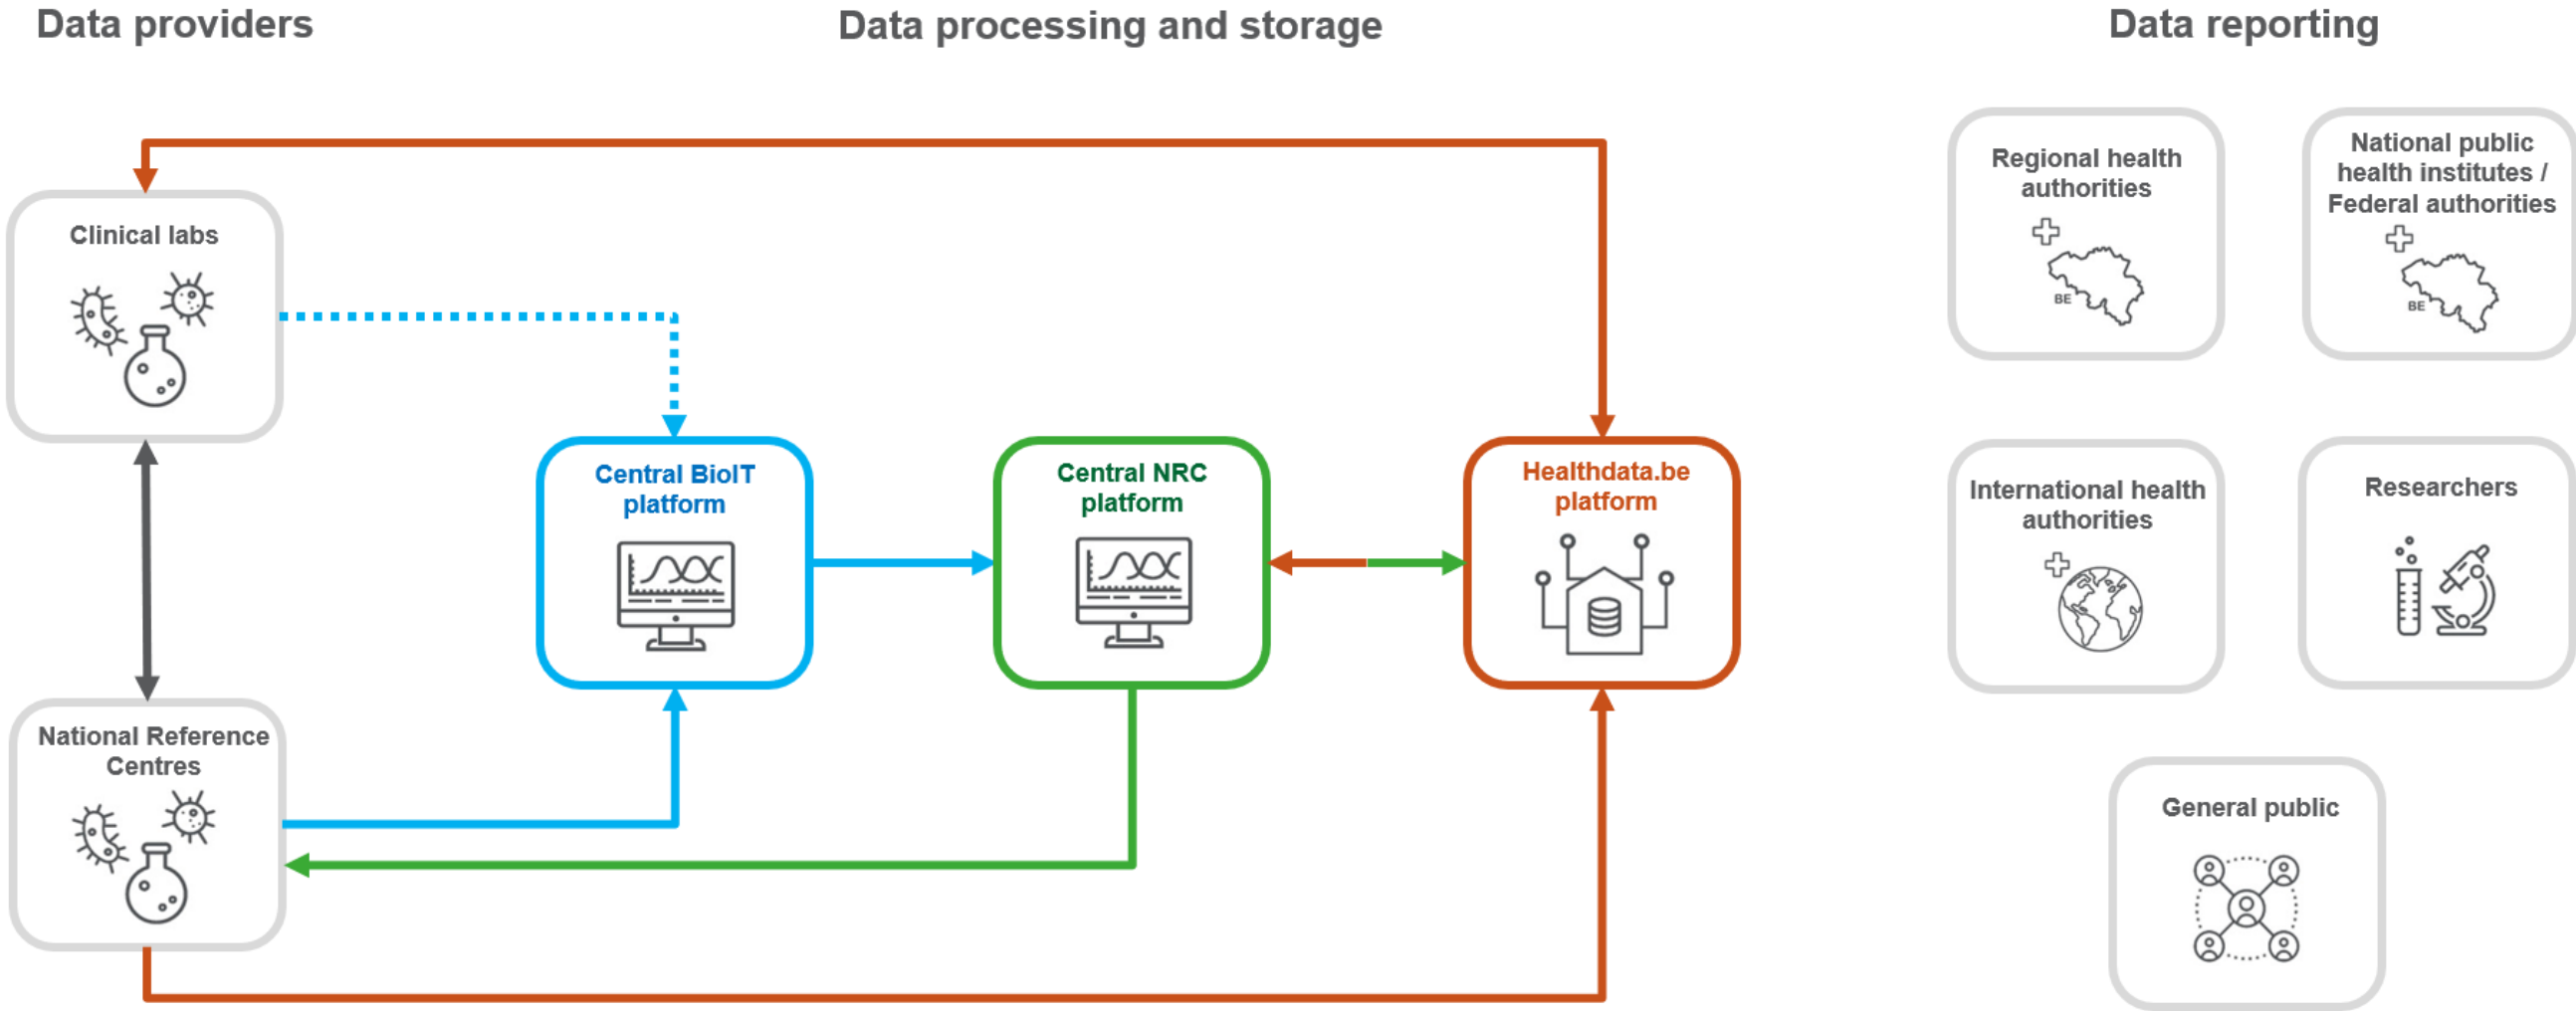 Data providers
Data processing and storage
Data reporting
Clinical labs
National Reference
Centres
Central BioIT
platform
Central NRC
platform
Healthdata.be
platform
Regional health
authorities
BE
National public
health institutes /
Federal authorities
BE
International health
authorities
Researchers
General public